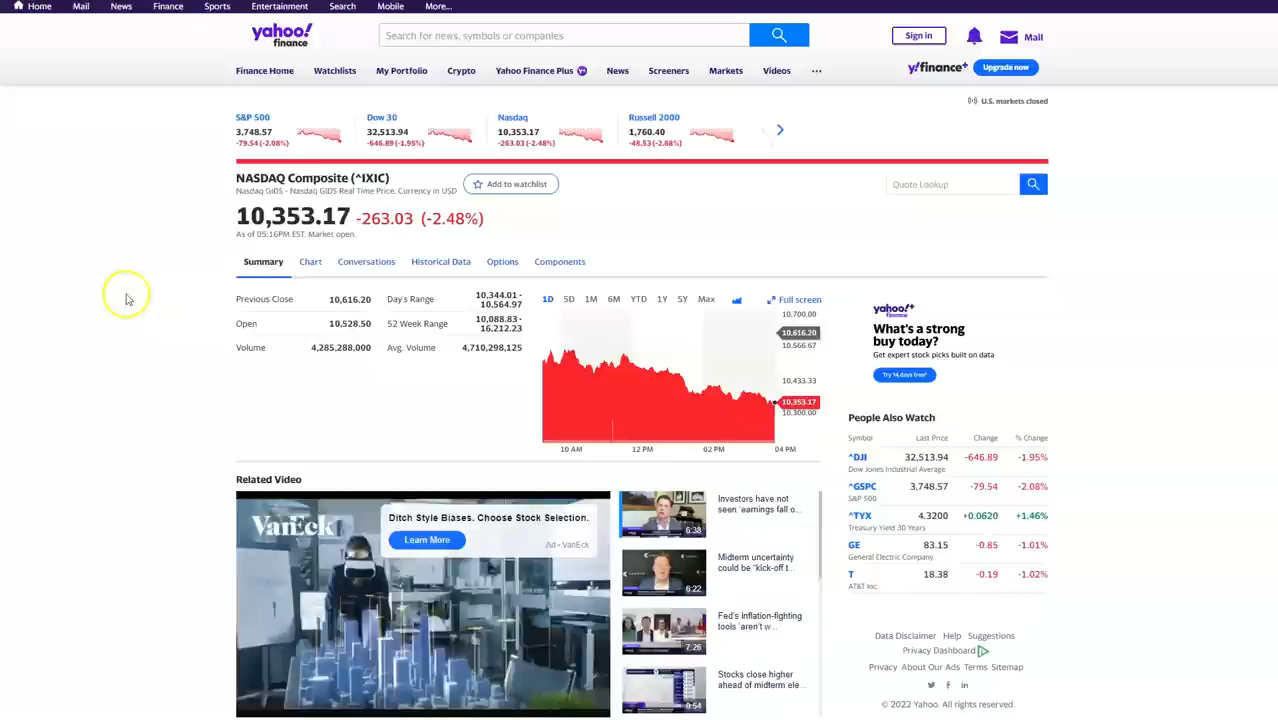 Home Mail News Finance Sports Entertainment Search Mobile More...
yahoo!
finance
Search for news, symbols or companies
Sign in
Mail
Finance Home Watchlists My Portfolio Crypto Yahoo Finance Plus News Screeners Markets Videos ...
y!finance+ Upgrade now
U.S. markets closed
S&P 500 Dow 30 Nasdaq Russell 2000
3,748.57 32,513.94 10,353.17 1,760.40
-79.54 (-2.08%) -646.89 (-1.95%) -263.03 (-2.48%) -48.53 (-2.68%)
NASDAQ Composite (^IXIC)
Nasdaq GIDS - Nasdaq GIDS Real Time Price. Currency in USD
Add to watchlist
Quote Lookup
10,353.17 -263.03 (-2.48%)
As of 05:16PM EST. Market open.
Summary Chart Conversations Historical Data Options Components
Previous Close 10,616.20
Open 10,528.50
Volume 4,285,288,000
Day's Range 10,344.01 -
10,564.97
52 Week Range 10,088.83 -
16,212.23
Avg. Volume 4,710,298,125
1D 5D 1M 6M YTD 1Y 5Y Max Full screen
10,700.00
10,616.20
10,566.67
10,433.33
10,353.17
10,300.00
10 AM 12 PM 02 PM 04 PM
yahoo!+
finance
What's a strong
buy today?
Get expert stock picks built on data
Try 14 days free*
People Also Watch
Symbol Last Price Change % Change
^DJI 32,513.94 -646.89 -1.95%
Dow Jones Industrial Average
^GSPC 3,748.57 -79.54 -2.08%
S&P 500
^TYX 4.3200 +0.0620 +1.46%
Treasury Yield 30 Years
GE 83.15 -0.85 -1.01%
General Electric Company
T 18.38 -0.19 -1.02%
AT&T Inc.
Related Video
VanEck
Ditch Style Biases. Choose Stock Selection.
Learn More
Ad • VanEck
Investors have not
seen 'earnings fall o...
6:38
Midterm uncertainty
could be "kick-off t...
6:22
Fed's inflation-fighting
tools 'aren't w...
7:26
Stocks close higher
ahead of midterm ele...
0:54
Data Disclaimer Help Suggestions
Privacy Dashboard
Privacy About Our Ads Terms Sitemap
© 2022 Yahoo. All rights reserved.